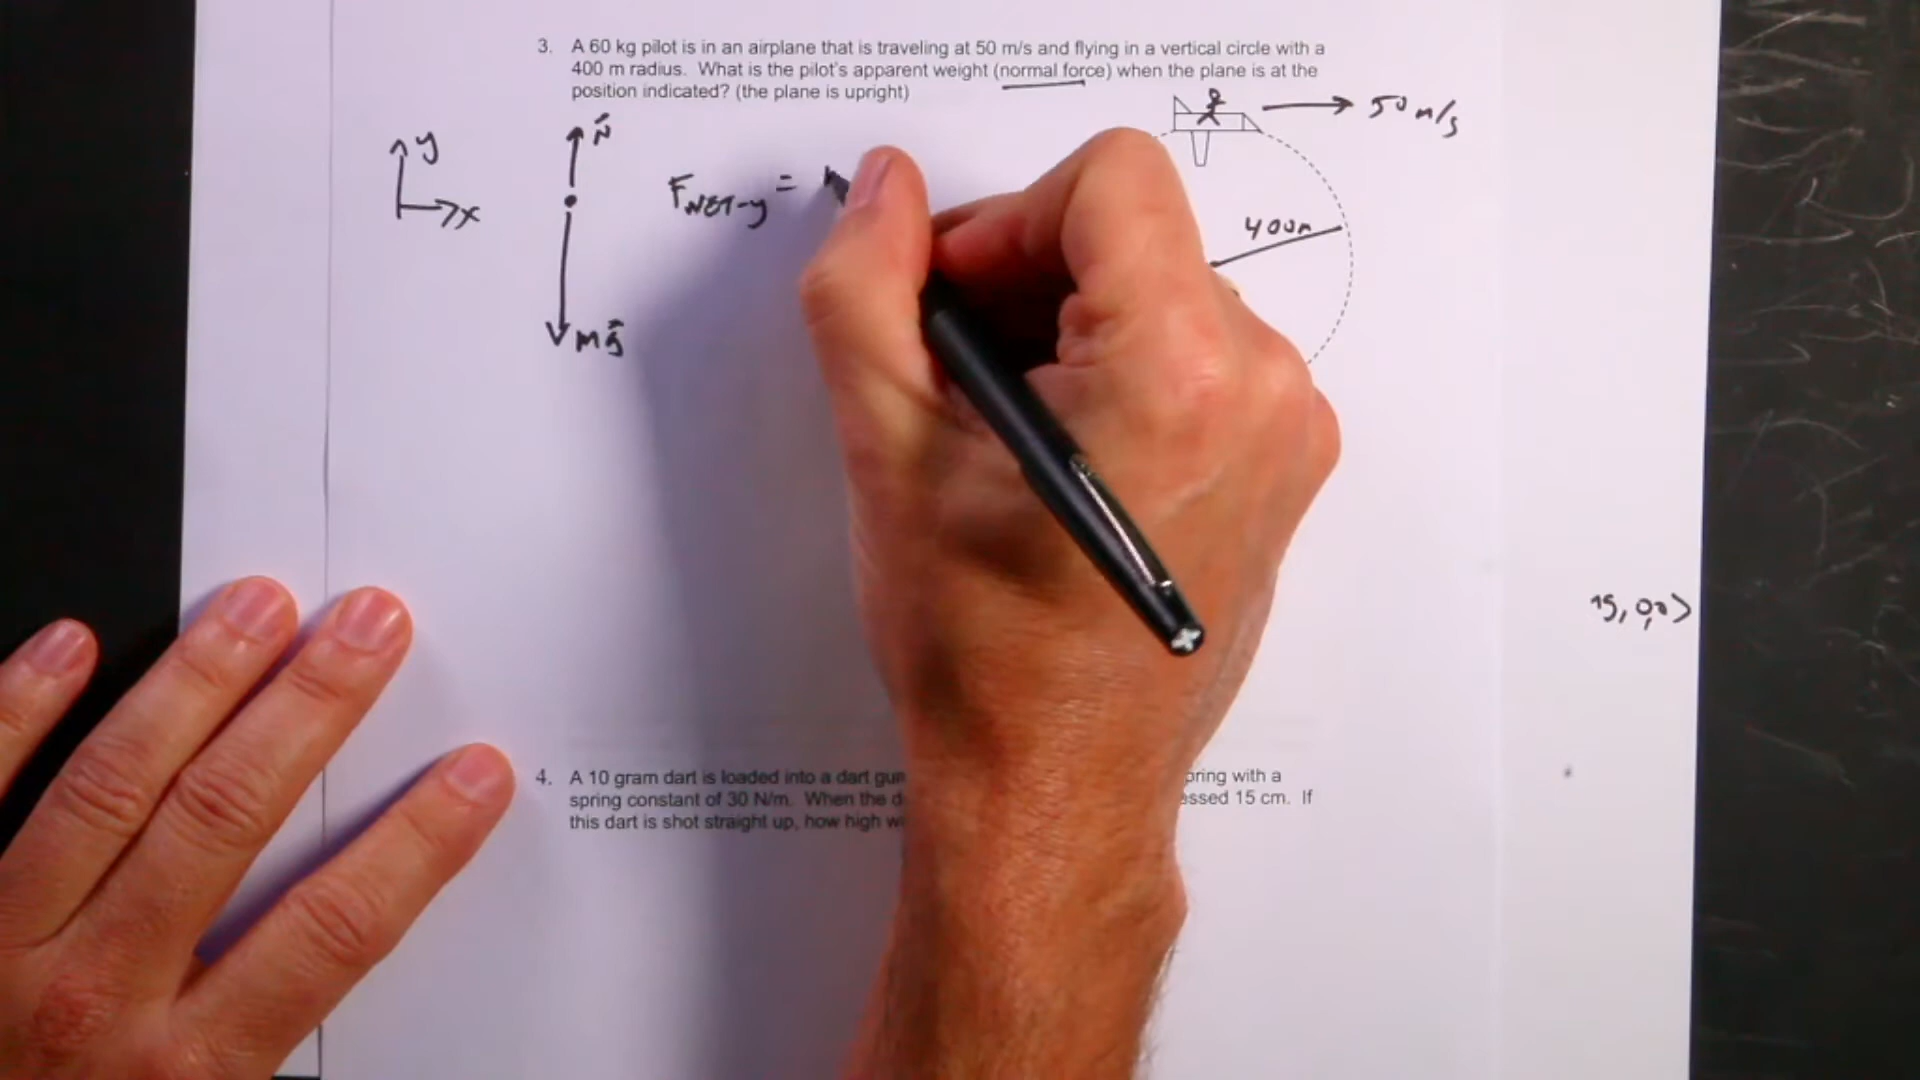 3. A 60 kg pilot is in an airplane that is traveling at 50 m/s and flying in a vertical circle with a
400 m radius. What is the pilot's apparent weight (normal force) when the plane is at the
position indicated? (the plane is upright)
50 m/s
y
x
N
F NET-y =
mg
400m
4. A 10 gram dart is loaded into a dart gun
spring constant of 30 N/m. When the
this dart is shot straight up, how high
with a
15 cm. If